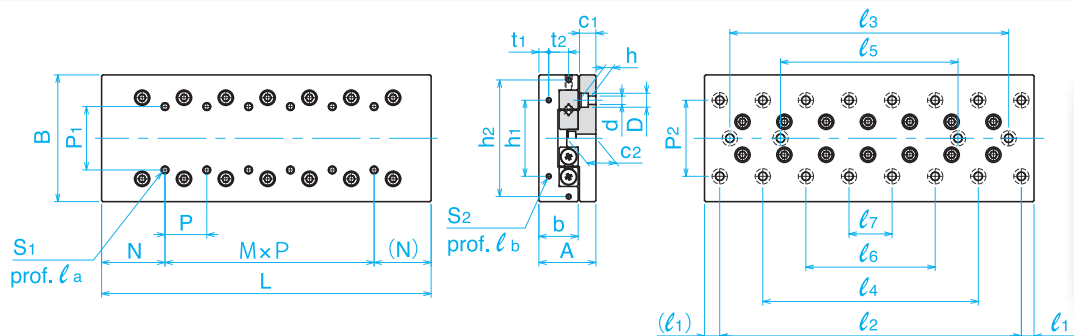 B
P1
S1
prof. ℓa
P
N
M×P
(N)
L
t1
t2
c1
h
h2
h1
d
D
c2
S2
prof. ℓb
b
A
ℓ3
ℓ5
P2
ℓ7
ℓ6
ℓ4
(ℓ1)
ℓ2
ℓ1